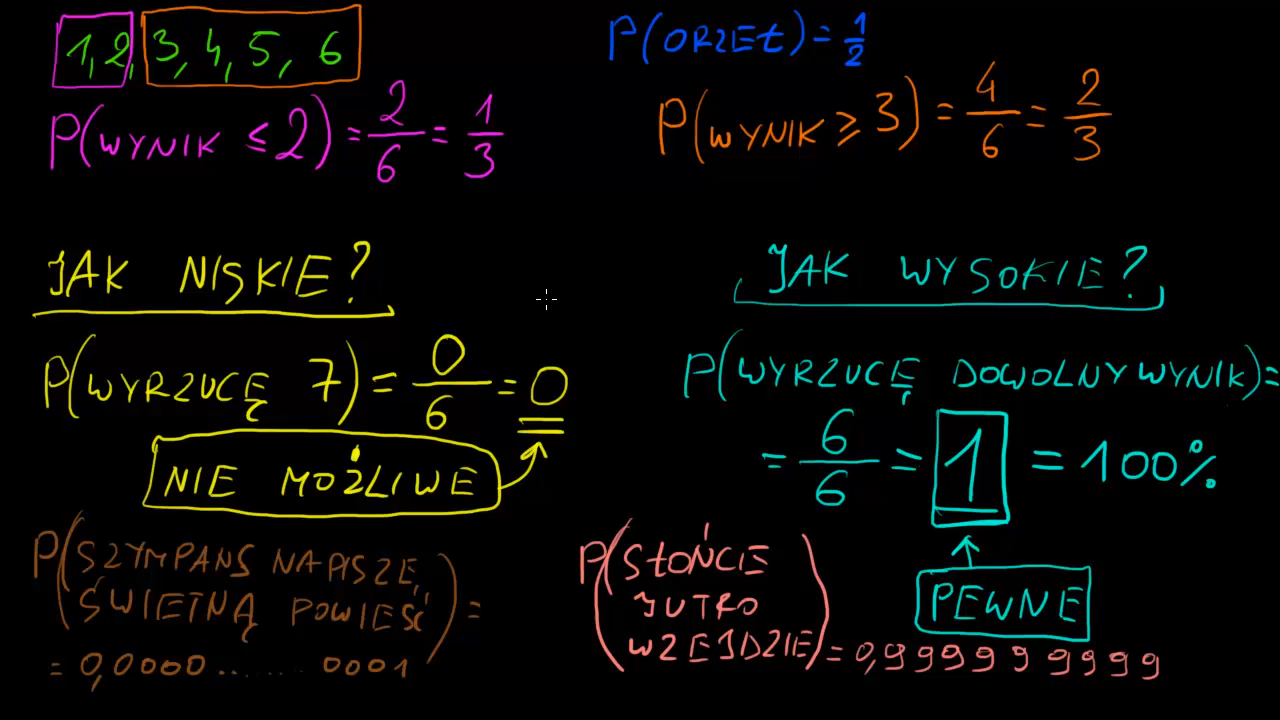 1, 2, 3, 4, 5, 6
P(ORZEŁ) = 1/2
P(WYNIK ≤ 2) = 2/6 = 1/3
P(WYNIK ≥ 3) = 4/6 = 2/3
JAK NISKIE?
P(WYRZUCĘ 7) = 0/6 = 0
NIE MOŻLIWE
JAK WYSOKIE?
P(WYRZUCĘ DOWOLNY WYNIK) =
= 6/6 = 1 = 100%
PEWNE
P(SZYMPANS NAPISZE
ŚWIETNĄ POWIEŚĆ) =
= 0,0000........0001
P(SŁOŃCE
JUTRO
WZEJDZIE) = 0,9999999999